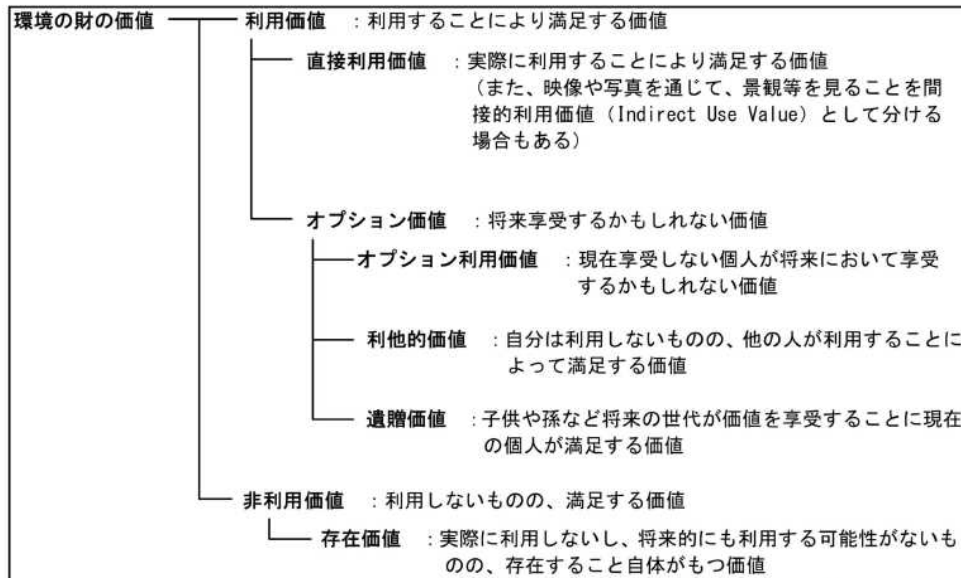 環境の財の価値 利用価値 :利用することにより満足する価値
直接利用価値 :実際に利用することにより満足する価値
(また、映像や写真を通じて、景観等を見ることを間
接的利用価値(Indirect Use Value)として分ける
場合もある)
オプション価値 :将来享受するかもしれない価値
オプション利用価値 :現在享受しない個人が将来において享受
するかもしれない価値
利他的価値 :自分は利用しないものの、他の人が利用することに
よって満足する価値
遺贈価値 :子供や孫など将来の世代が価値を享受することに現在
の個人が満足する価値
非利用価値 :利用しないものの、満足する価値
存在価値 :実際に利用しないし、将来的にも利用する可能性がないも
のの、存在すること自体がもつ価値